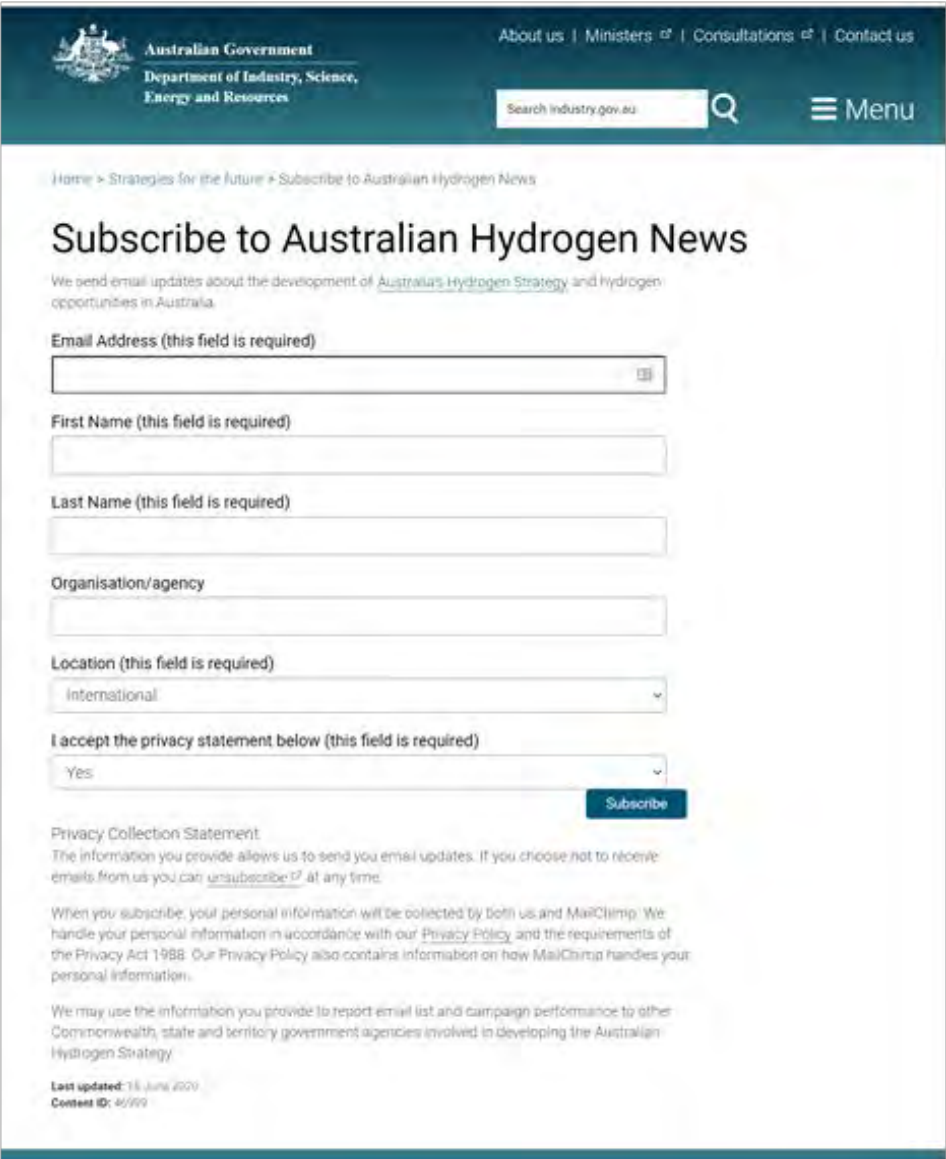 Australian Government
Department of Industry, Science,
Energy and Resources
About us | Ministers | Consultations | Contact us
Search industry.gov.au
Menu
Home > Strategies for the future > Subscribe to Australian Hydrogen News
Subscribe to Australian Hydrogen News
We send email updates about the development of Australia's Hydrogen Strategy and hydrogen
opportunities in Australia.
Email Address (this field is required)
First Name (this field is required)
Last Name (this field is required)
Organisation/agency
Location (this field is required)
International
I accept the privacy statement below (this field is required)
Yes
Subscribe
Privacy Collection Statement
The information you provide allows us to send you email updates. If you choose not to receive
emails from us you can unsubscribe at any time.
When you subscribe, your personal information will be collected by both us and MailChimp. We
handle your personal information in accordance with our Privacy Policy and the requirements of
the Privacy Act 1988. Our Privacy Policy also contains information on how MailChimp handles your
personal information.
We may use the information you provide to report email list and campaign performance to other
Commonwealth, state and territory government agencies involved in developing the Australian
Hydrogen Strategy.
Last updated: June 2020
Content ID: